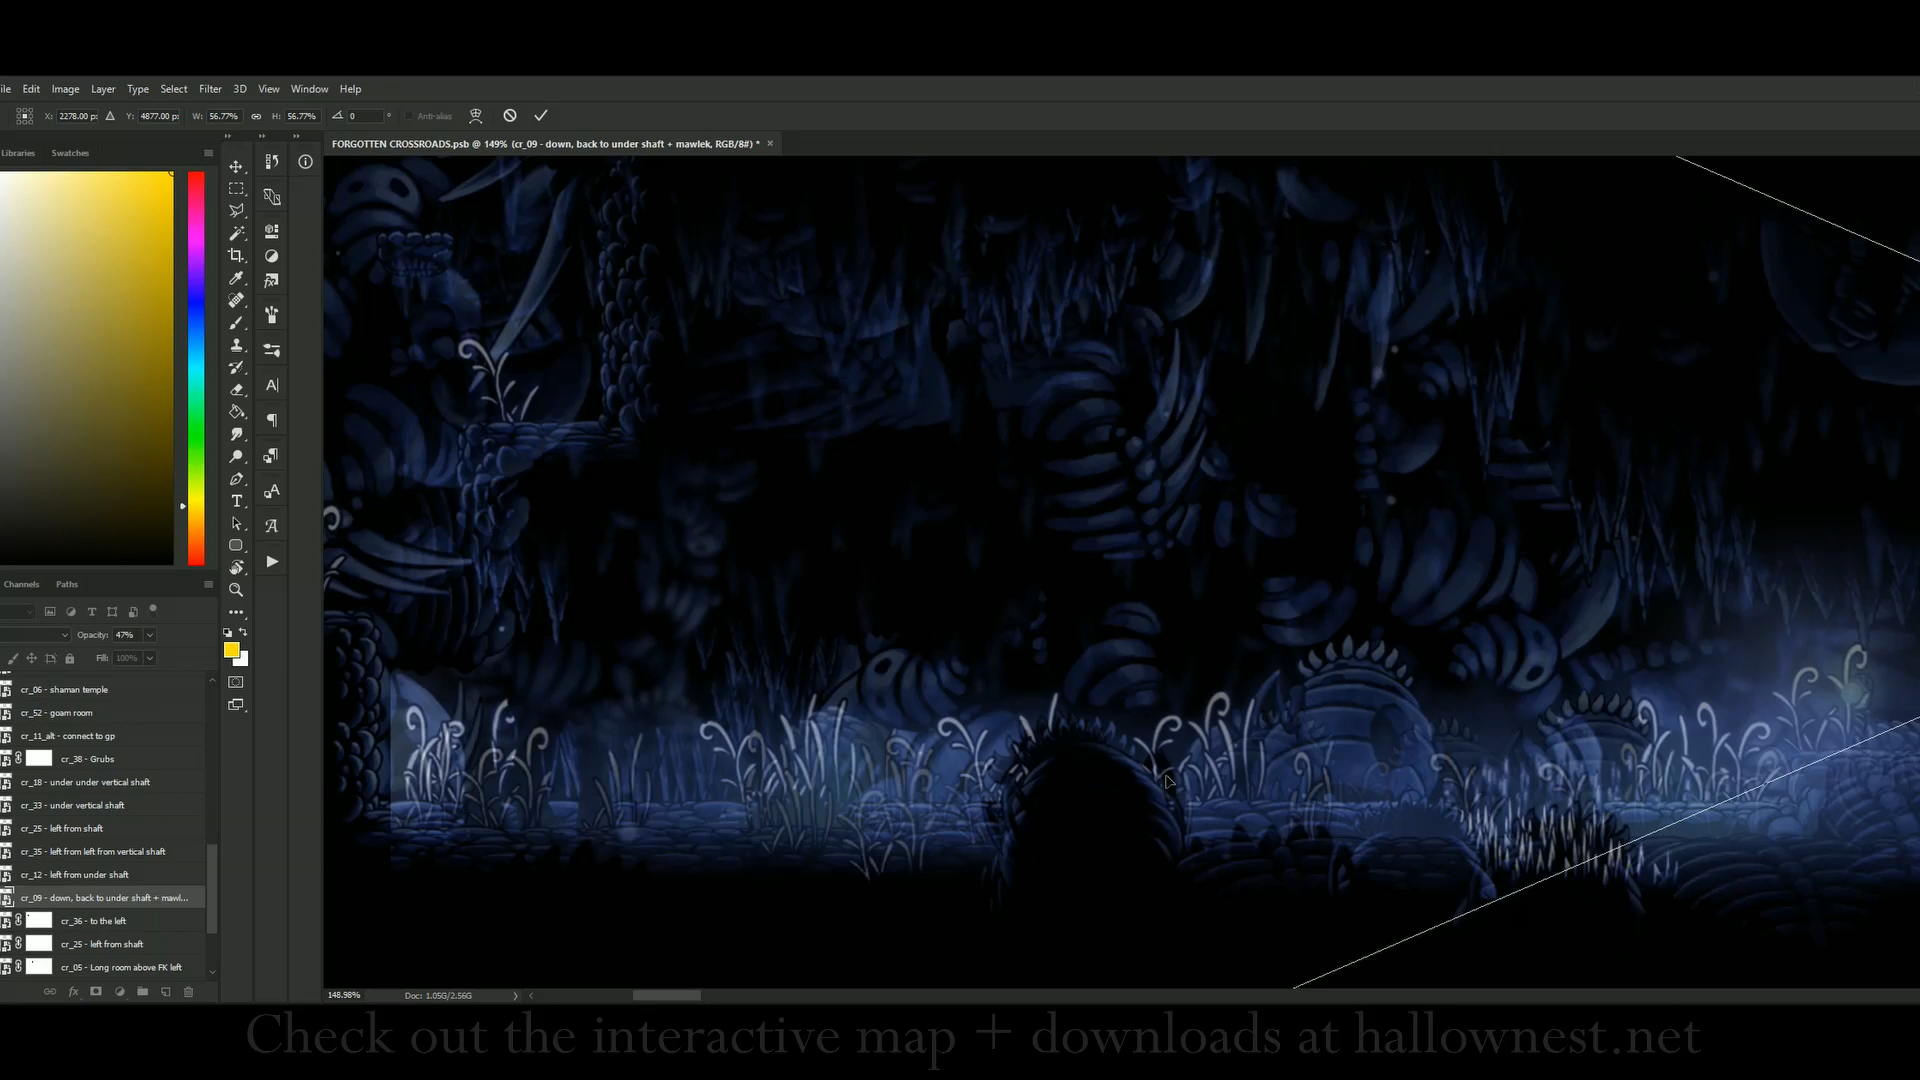 ile Edit Image Layer Type Select Filter 3D View Window Help
X: 2278.00 px Y: 4877.00 px W: 56.77% H: 56.77% 0 ° Anti-alias
FORGOTTEN CROSSROADS.psb @ 149% (cr_09 - down, back to under shaft + mawlek, RGB/8#) * ×
Libraries Swatches
Channels Paths
Opacity: 47%
Fill: 100%
cr_06 - shaman temple
cr_52 - goam room
cr_11_alt - connect to gp
cr_38 - Grubs
cr_18 - under under vertical shaft
cr_33 - under vertical shaft
cr_25 - left from shaft
cr_35 - left from left from vertical shaft
cr_12 - left from under shaft
cr_09 - down, back to under shaft + mawl...
cr_36 - to the left
cr_25 - left from shaft
cr_05 - Long room above FK left
148.98% Doc: 1.05G/2.56G
Check out the interactive map + downloads at hallownest.net